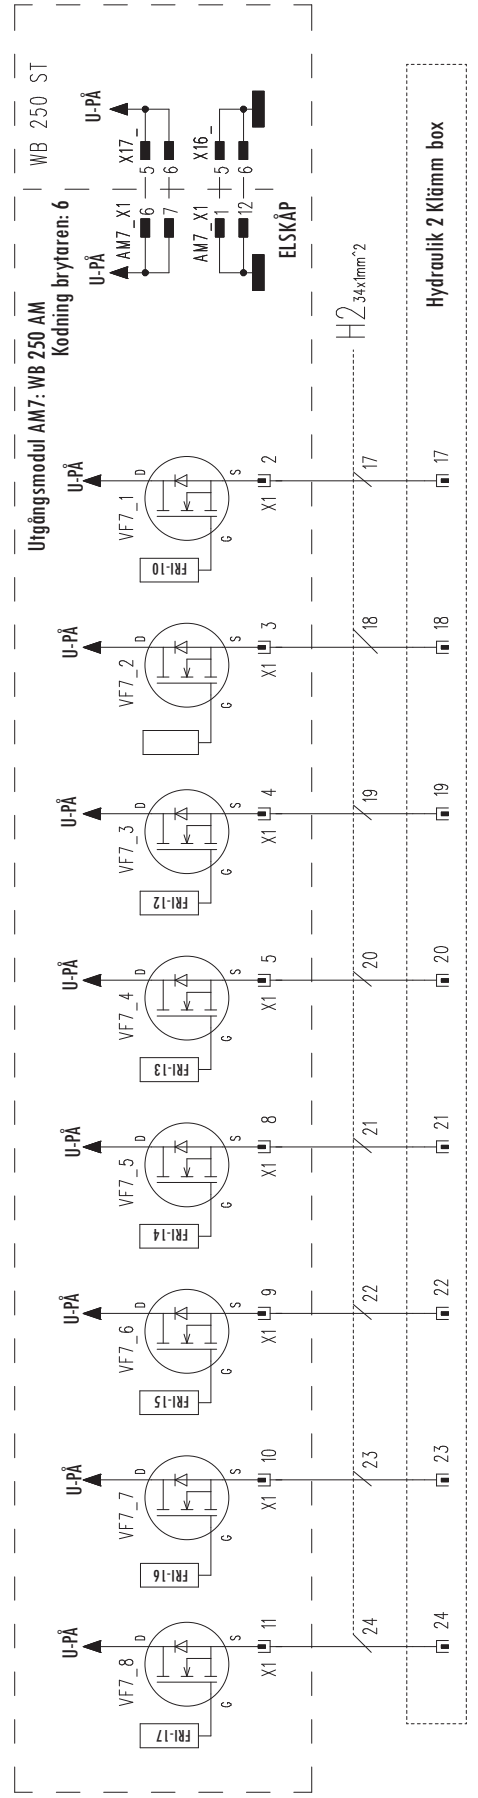 WB 250 ST
U-PÅ
X17
5
6
X16
5
6
Utgångsmodul AM7: WB 250 AM
Kodning brytaren: 6
U-PÅ
AM7_X1
6
7
AM7_X1
1
12
ELSKÅP
H2 34x1mm^2
Hydraulik 2 Klämm box
U-PÅ
VF7_1
D
S
G
FRI-10
X1
2
17
17
U-PÅ
VF7_2
D
S
G
X1
3
18
18
U-PÅ
VF7_3
D
S
G
FRI-12
X1
4
19
19
U-PÅ
VF7_4
D
S
G
FRI-13
X1
5
20
20
U-PÅ
VF7_5
D
S
G
FRI-14
X1
8
21
21
U-PÅ
VF7_6
D
S
G
FRI-15
X1
9
22
22
U-PÅ
VF7_7
D
S
G
FRI-16
X1
10
23
23
U-PÅ
VF7_8
D
S
G
FRI-17
X1
11
24
24